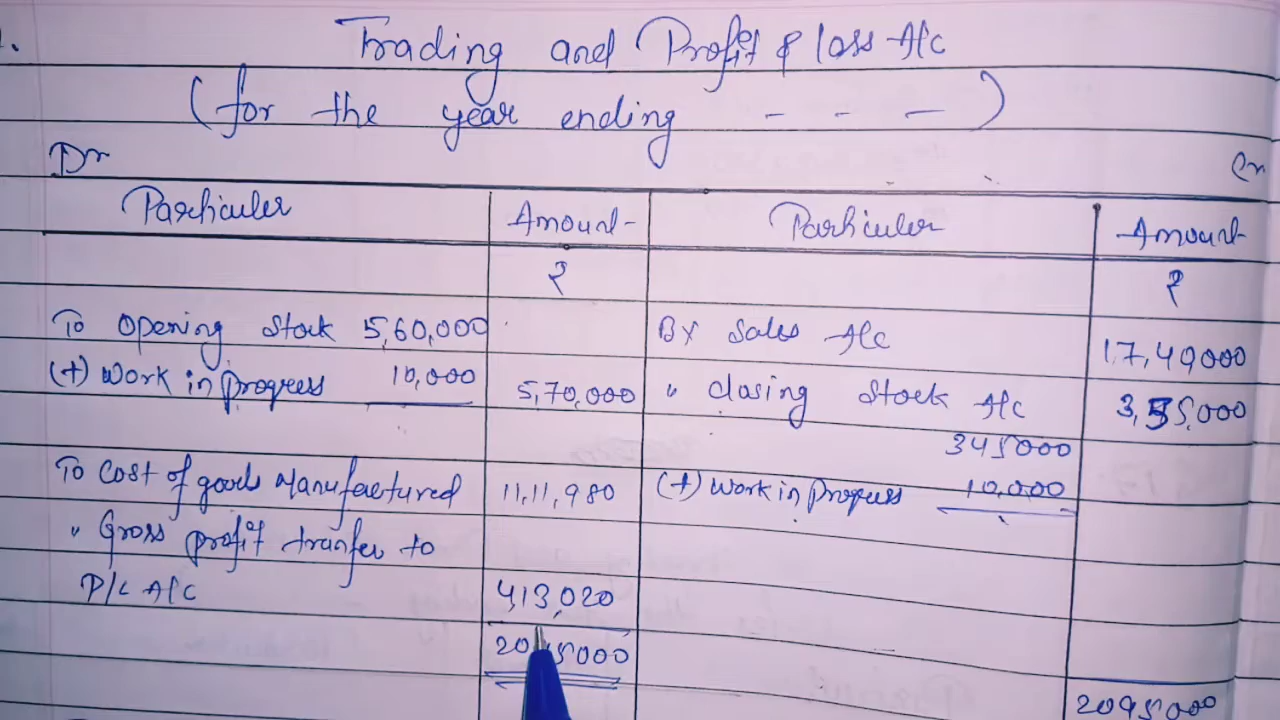 Trading and Profit & loss A/c
(for the year ending - - -)
Dr Cr
Particular Amount Particular Amount
₹ ₹
To Opening Stock 5,60,000 By Sales A/c 17,40000
(+) Work in progress 10,000 5,70,000 " Closing Stock A/c 3,55,000
345000
To Cost of goods Manufactured 11,11,980 (+) Work in Progress 10,000
" Gross profit tranfer to
P/L A/c 413,020
2095000